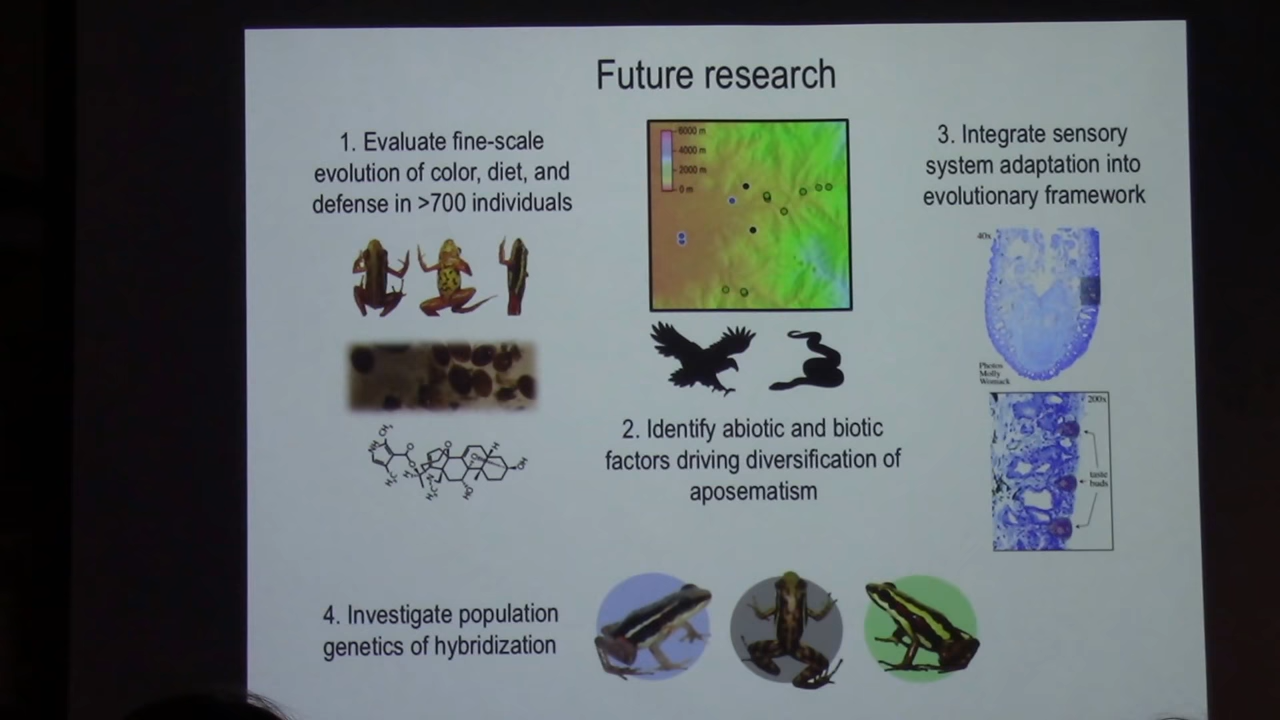 Future research
1. Evaluate fine-scale
evolution of color, diet, and
defense in >700 individuals
6000 m
4000 m
2000 m
0 m
2. Identify abiotic and biotic
factors driving diversification of
aposematism
3. Integrate sensory
system adaptation into
evolutionary framework
40x
Photos
Molly
Womack
200x
taste
buds
4. Investigate population
genetics of hybridization